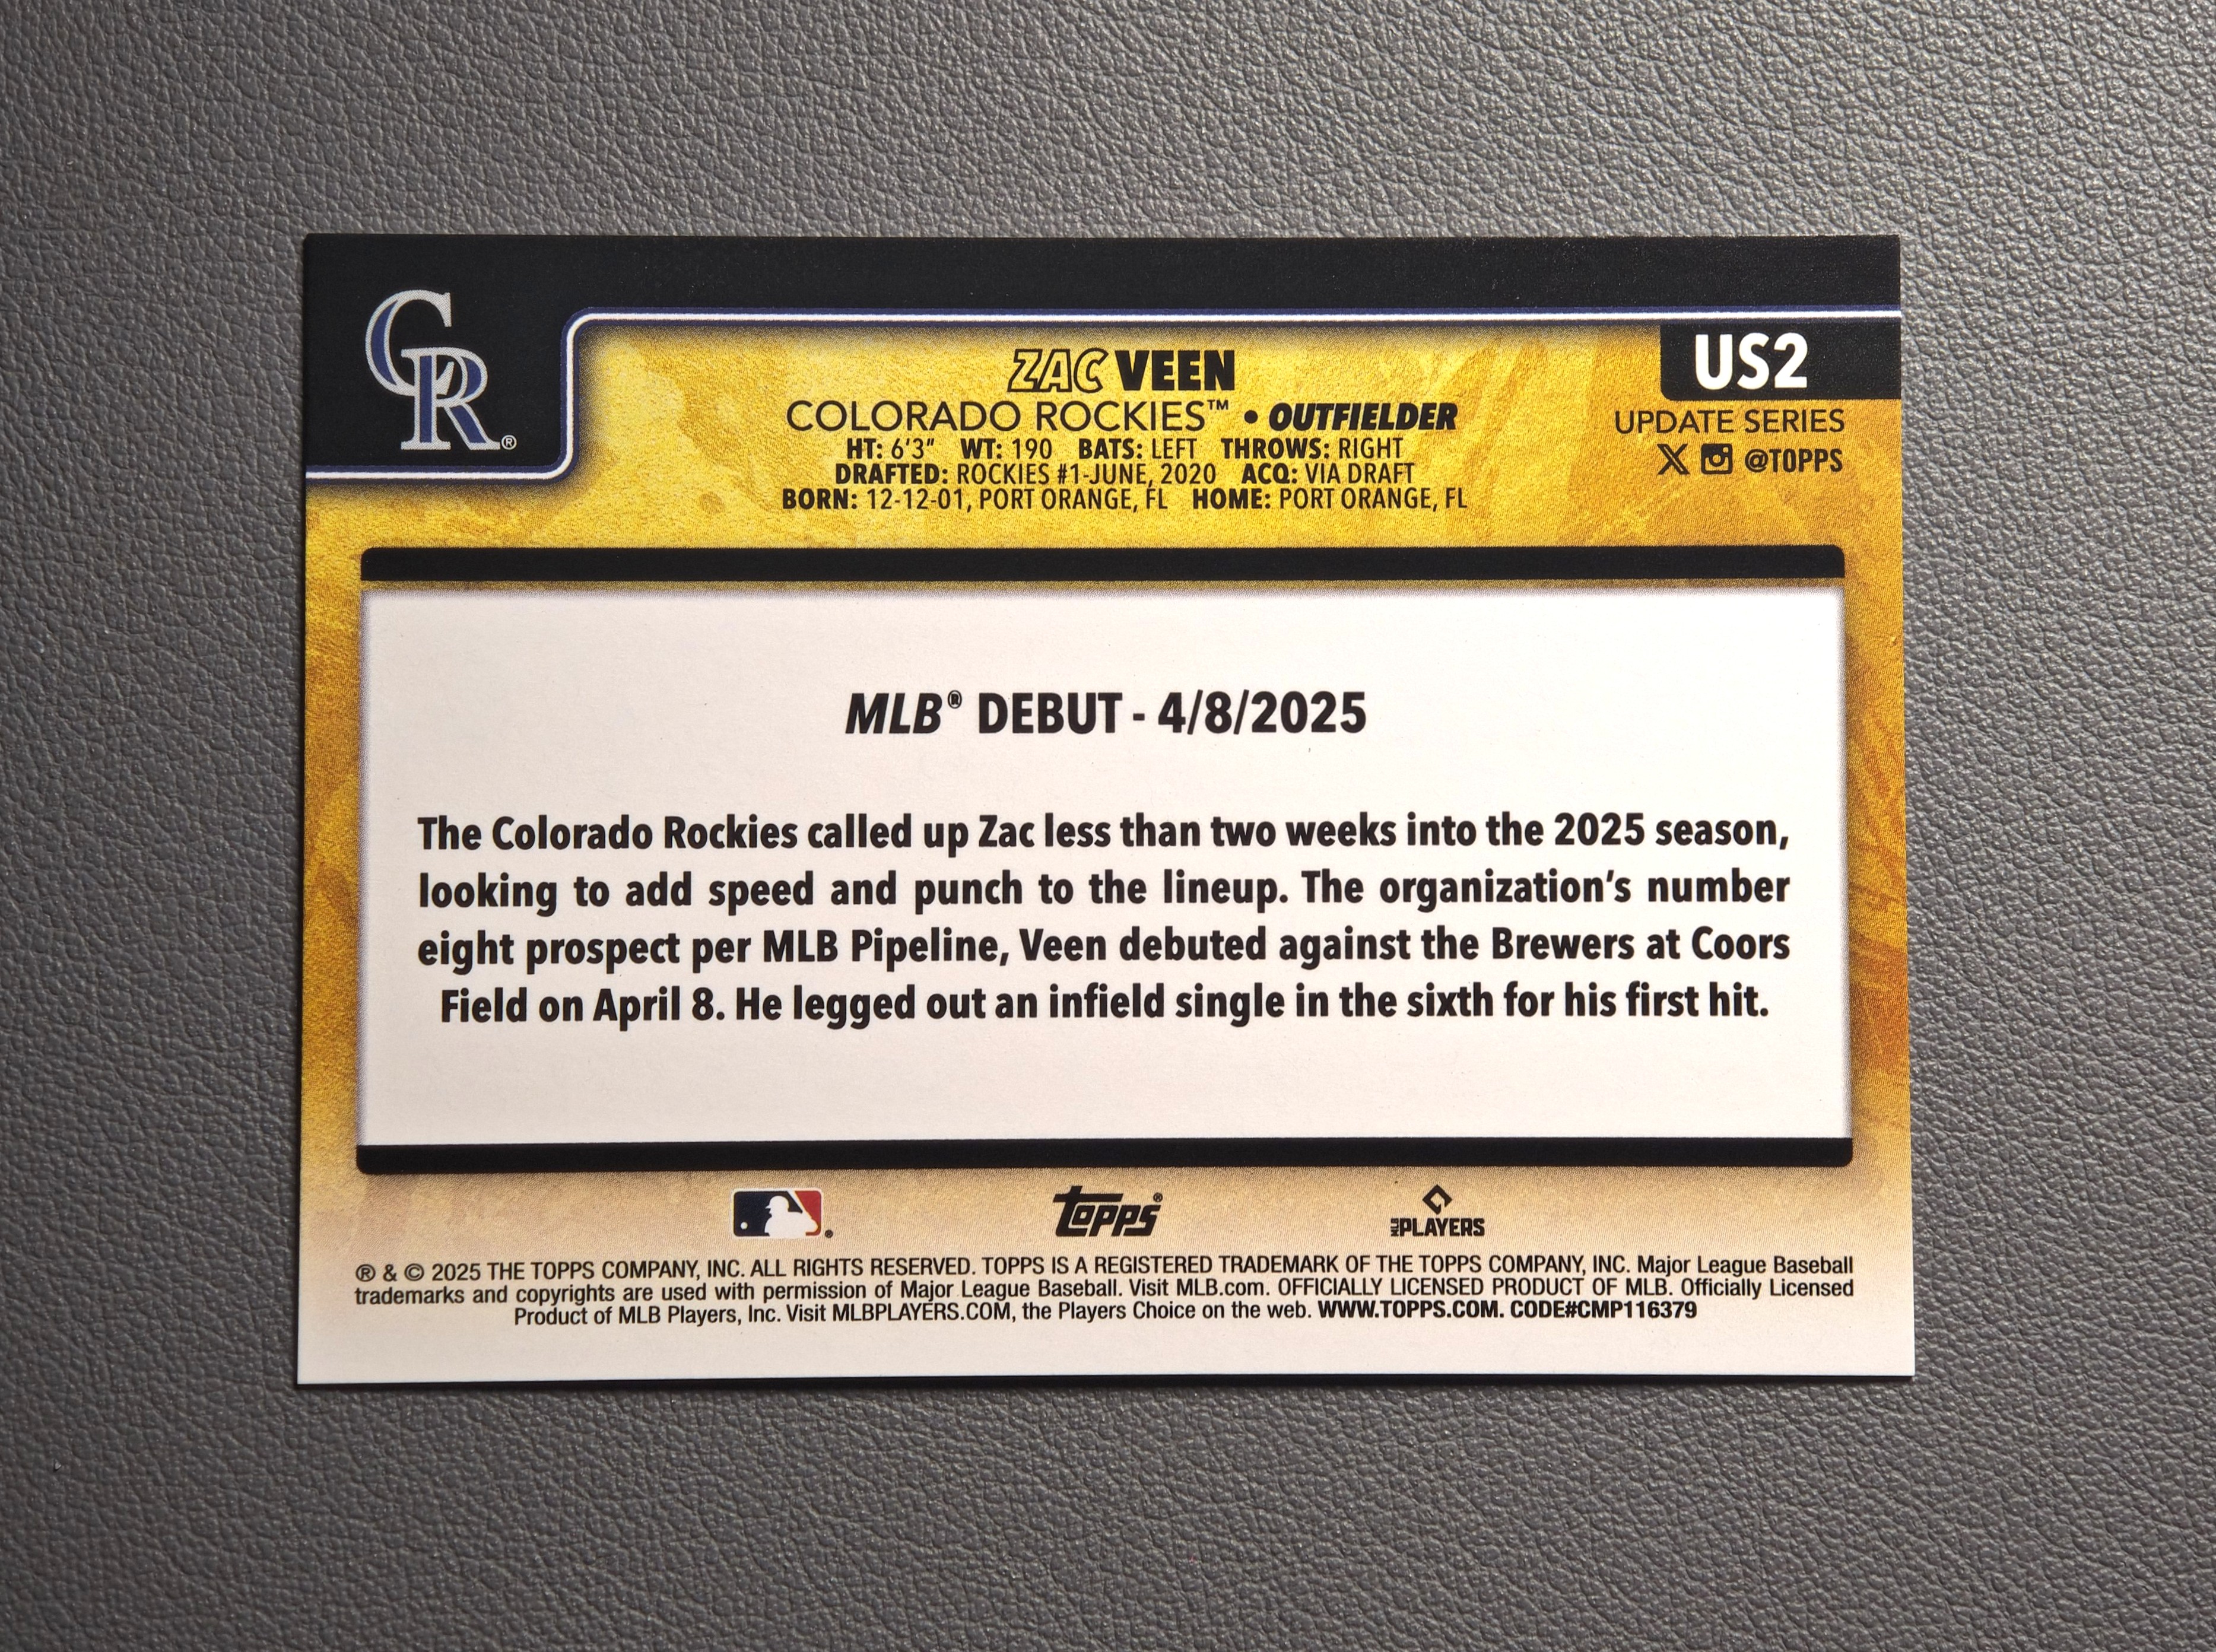 CR®
ZAC VEEN
COLORADO ROCKIES™ • OUTFIELDER
HT: 6'3" WT: 190 BATS: LEFT THROWS: RIGHT
DRAFTED: ROCKIES #1-JUNE, 2020 ACQ: VIA DRAFT
BORN: 12-12-01, PORT ORANGE, FL HOME: PORT ORANGE, FL
US2
UPDATE SERIES
X @TOPPS
MLB® DEBUT - 4/8/2025
The Colorado Rockies called up Zac less than two weeks into the 2025 season,
looking to add speed and punch to the lineup. The organization's number
eight prospect per MLB Pipeline, Veen debuted against the Brewers at Coors
Field on April 8. He legged out an infield single in the sixth for his first hit.
topps® MLB PLAYERS
® & © 2025 THE TOPPS COMPANY, INC. ALL RIGHTS RESERVED. TOPPS IS A REGISTERED TRADEMARK OF THE TOPPS COMPANY, INC. Major League Baseball
trademarks and copyrights are used with permission of Major League Baseball. Visit MLB.com. OFFICIALLY LICENSED PRODUCT OF MLB. Officially Licensed
Product of MLB Players, Inc. Visit MLBPLAYERS.COM, the Players Choice on the web. WWW.TOPPS.COM. CODE#CMP116379